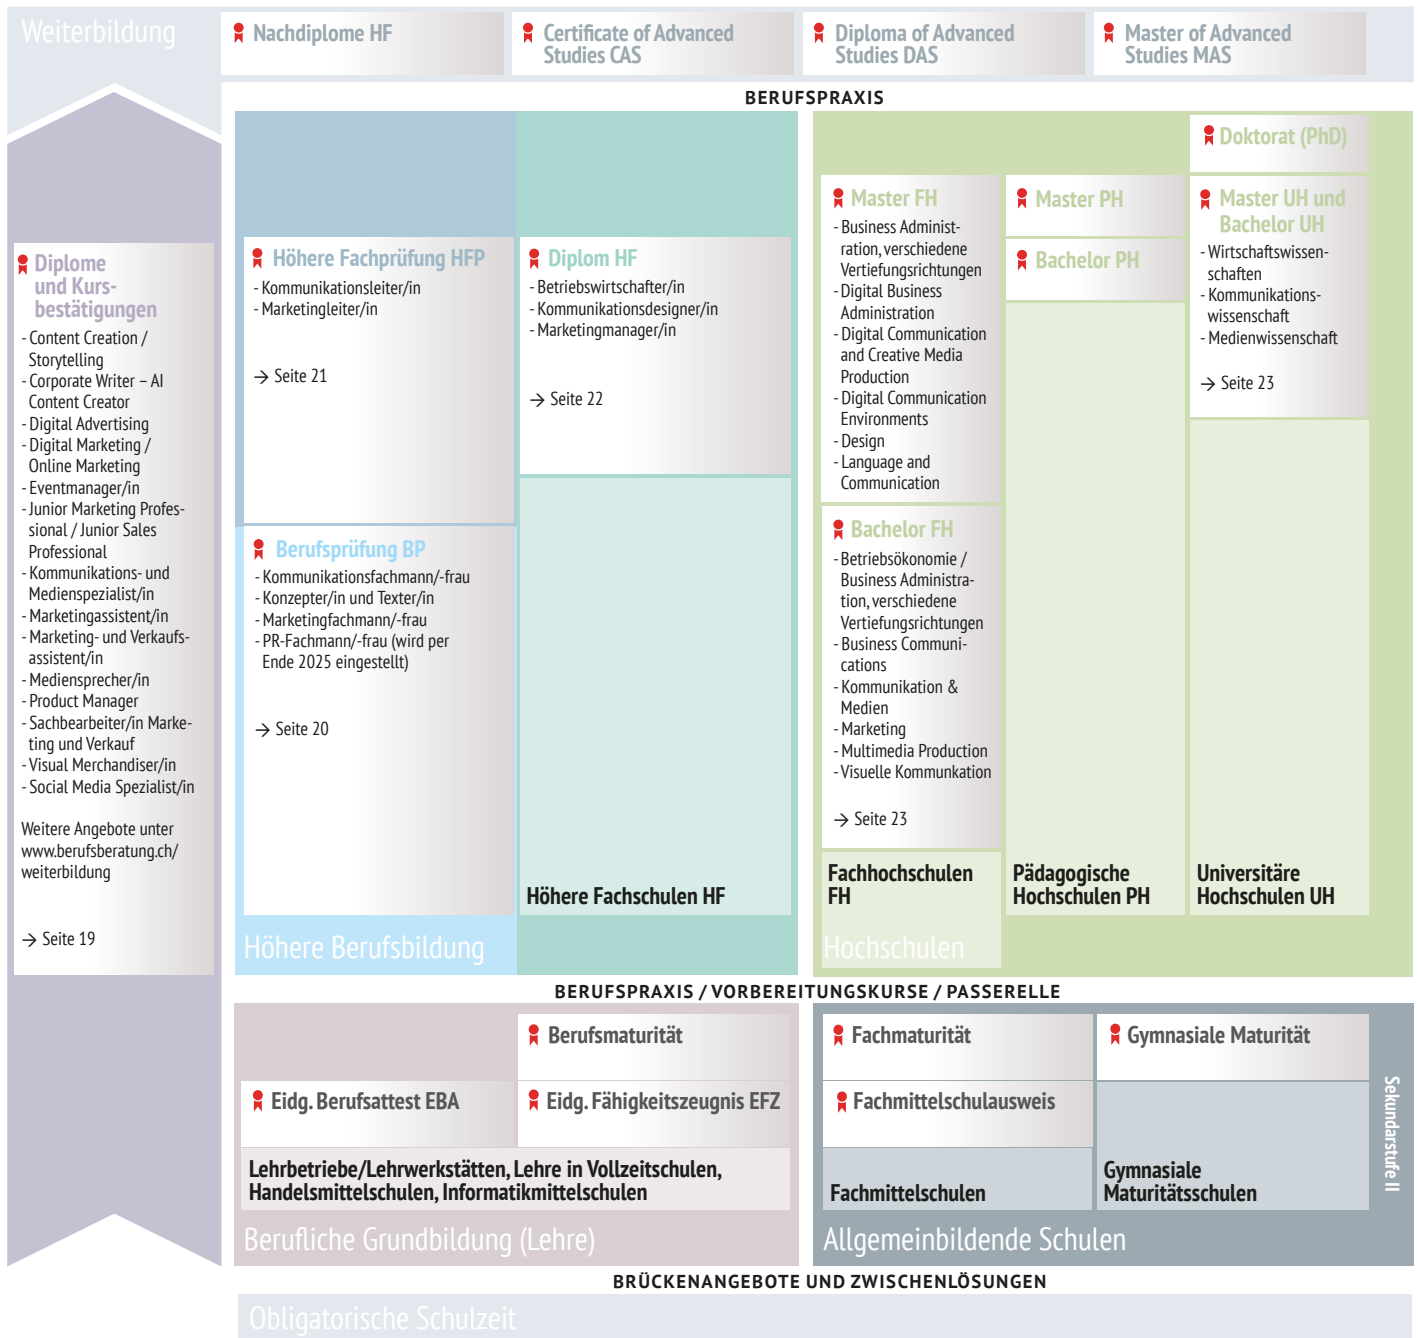 Weiterbildung
Nachdiplome HF
Certificate of Advanced
Studies CAS
Diploma of Advanced
Studies DAS
Master of Advanced
Studies MAS
BERUFSPRAXIS
Diplome
und Kurs-
bestätigungen
- Content Creation /
Storytelling
- Corporate Writer – AI
Content Creator
- Digital Advertising
- Digital Marketing /
Online Marketing
- Eventmanager/in
- Junior Marketing Profes-
sional / Junior Sales
Professional
- Kommunikations- und
Medienspezialist/in
- Marketingassistent/in
- Marketing- und Verkaufs-
assistent/in
- Mediensprecher/in
- Product Manager
- Sachbearbeiter/in Marke-
ting und Verkauf
- Visual Merchandiser/in
- Social Media Spezialist/in
Weitere Angebote unter
www.berufsberatung.ch/
weiterbildung
→ Seite 19
Höhere Fachprüfung HFP
- Kommunikationsleiter/in
- Marketingleiter/in
→ Seite 21
Berufsprüfung BP
- Kommunikationsfachmann/-frau
- Konzepter/in und Texter/in
- Marketingfachmann/-frau
- PR-Fachmann/-frau (wird per
Ende 2025 eingestellt)
→ Seite 20
Diplom HF
- Betriebswirtschafter/in
- Kommunikationsdesigner/in
- Marketingmanager/in
→ Seite 22
Höhere Fachschulen HF
Höhere Berufsbildung
Master FH
- Business Administ-
ration, verschiedene
Vertiefungsrichtungen
- Digital Business
Administration
- Digital Communication
and Creative Media
Production
- Digital Communication
Environments
- Design
- Language and
Communication
Bachelor FH
- Betriebsökonomie /
Business Administra-
tion, verschiedene
Vertiefungsrichtungen
- Business Communi-
cations
- Kommunikation &
Medien
- Marketing
- Multimedia Production
- Visuelle Kommunkation
→ Seite 23
Fachhochschulen
FH
Master PH
Bachelor PH
Pädagogische
Hochschulen PH
Doktorat (PhD)
Master UH und
Bachelor UH
- Wirtschaftswissen-
schaften
- Kommunikations-
wissenschaft
- Medienwissenschaft
→ Seite 23
Universitäre
Hochschulen UH
Hochschulen
BERUFSPRAXIS / VORBEREITUNGSKURSE / PASSERELLE
Berufsmaturität
Eidg. Berufsattest EBA
Eidg. Fähigkeitszeugnis EFZ
Lehrbetriebe/Lehrwerkstätten, Lehre in Vollzeitschulen,
Handelsmittelschulen, Informatikmittelschulen
Berufliche Grundbildung (Lehre)
Fachmaturität
Gymnasiale Maturität
Fachmittelschulausweis
Fachmittelschulen
Gymnasiale
Maturitätsschulen
Allgemeinbildende Schulen
Sekundarstufe II
BRÜCKENANGEBOTE UND ZWISCHENLÖSUNGEN
Obligatorische Schulzeit